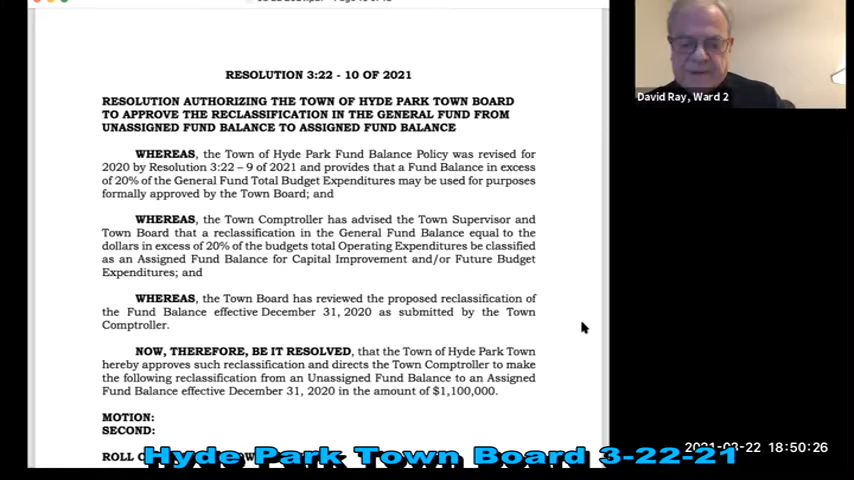 RESOLUTION 3:22 - 10 OF 2021
RESOLUTION AUTHORIZING THE TOWN OF HYDE PARK TOWN BOARD
TO APPROVE THE RECLASSIFICATION IN THE GENERAL FUND FROM
UNASSIGNED FUND BALANCE TO ASSIGNED FUND BALANCE
WHEREAS, the Town of Hyde Park Fund Balance Policy was revised for
2020 by Resolution 3:22 – 9 of 2021 and provides that a Fund Balance in excess
of 20% of the General Fund Total Budget Expenditures may be used for purposes
formally approved by the Town Board; and
WHEREAS, the Town Comptroller has advised the Town Supervisor and
Town Board that a reclassification in the General Fund Balance equal to the
dollars in excess of 20% of the budgets total Operating Expenditures be classified
as an Assigned Fund Balance for Capital Improvement and/or Future Budget
Expenditures; and
WHEREAS, the Town Board has reviewed the proposed reclassification of
the Fund Balance effective December 31, 2020 as submitted by the Town
Comptroller.
NOW, THEREFORE, BE IT RESOLVED, that the Town of Hyde Park Town
hereby approves such reclassification and directs the Town Comptroller to make
the following reclassification from an Unassigned Fund Balance to an Assigned
Fund Balance effective December 31, 2020 in the amount of $1,100,000.
MOTION:
SECOND:
ROLL
David Ray, Ward 2
2021-03-22 18:50:26
Hyde Park Town Board 3-22-21